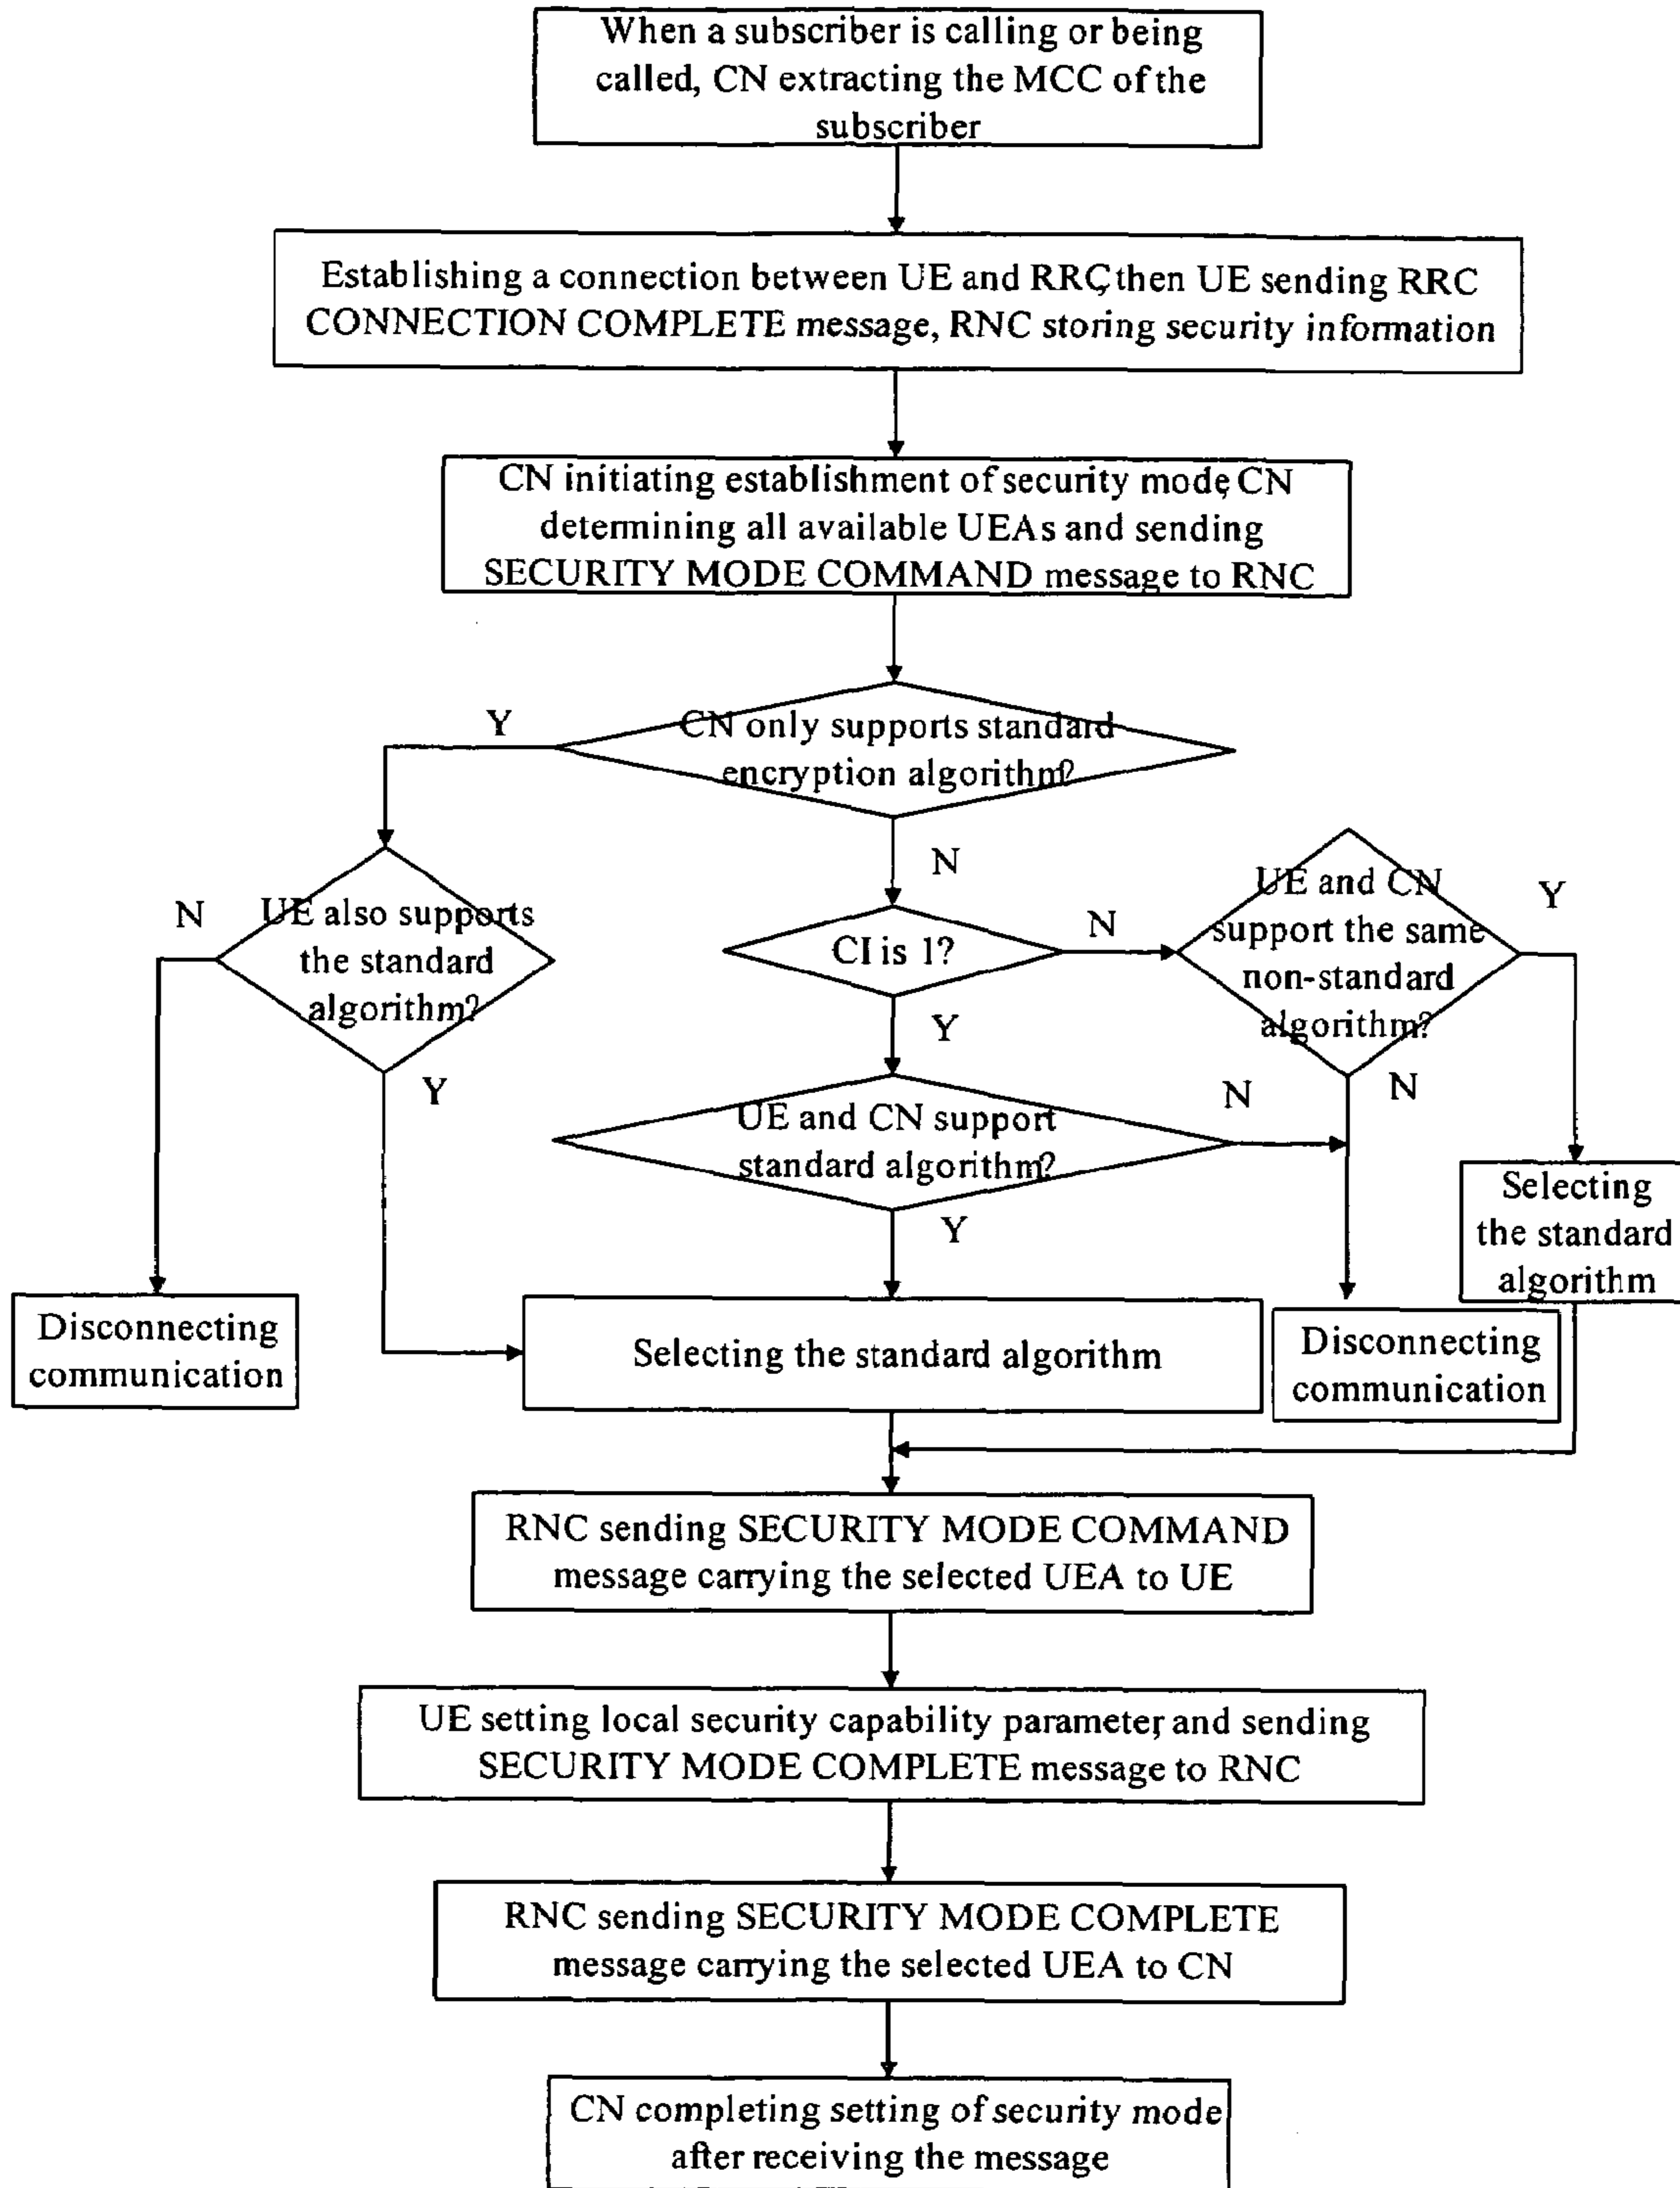 When a subscriber is calling or being
called, CN extracting the MCC of the
subscriber
Establishing a connection between UE and RRC, then UE sending RRC
CONNECTION COMPLETE message, RNC storing security information
CN initiating establishment of security mode, CN
determining all available UEAs and sending
SECURITY MODE COMMAND message to RNC
CN only supports standard
encryption algorithm?
Y
N
UE also supports
the standard
algorithm?
N
Y
CI is 1?
N
Y
UE and CN
support the same
non-standard
algorithm?
Y
N
UE and CN support
standard algorithm?
N
Y
Selecting
the standard
algorithm
Disconnecting
communication
Selecting the standard algorithm
Disconnecting
communication
RNC sending SECURITY MODE COMMAND
message carrying the selected UEA to UE
UE setting local security capability parameter, and sending
SECURITY MODE COMPLETE message to RNC
RNC sending SECURITY MODE COMPLETE
message carrying the selected UEA to CN
CN completing setting of security mode
after receiving the message